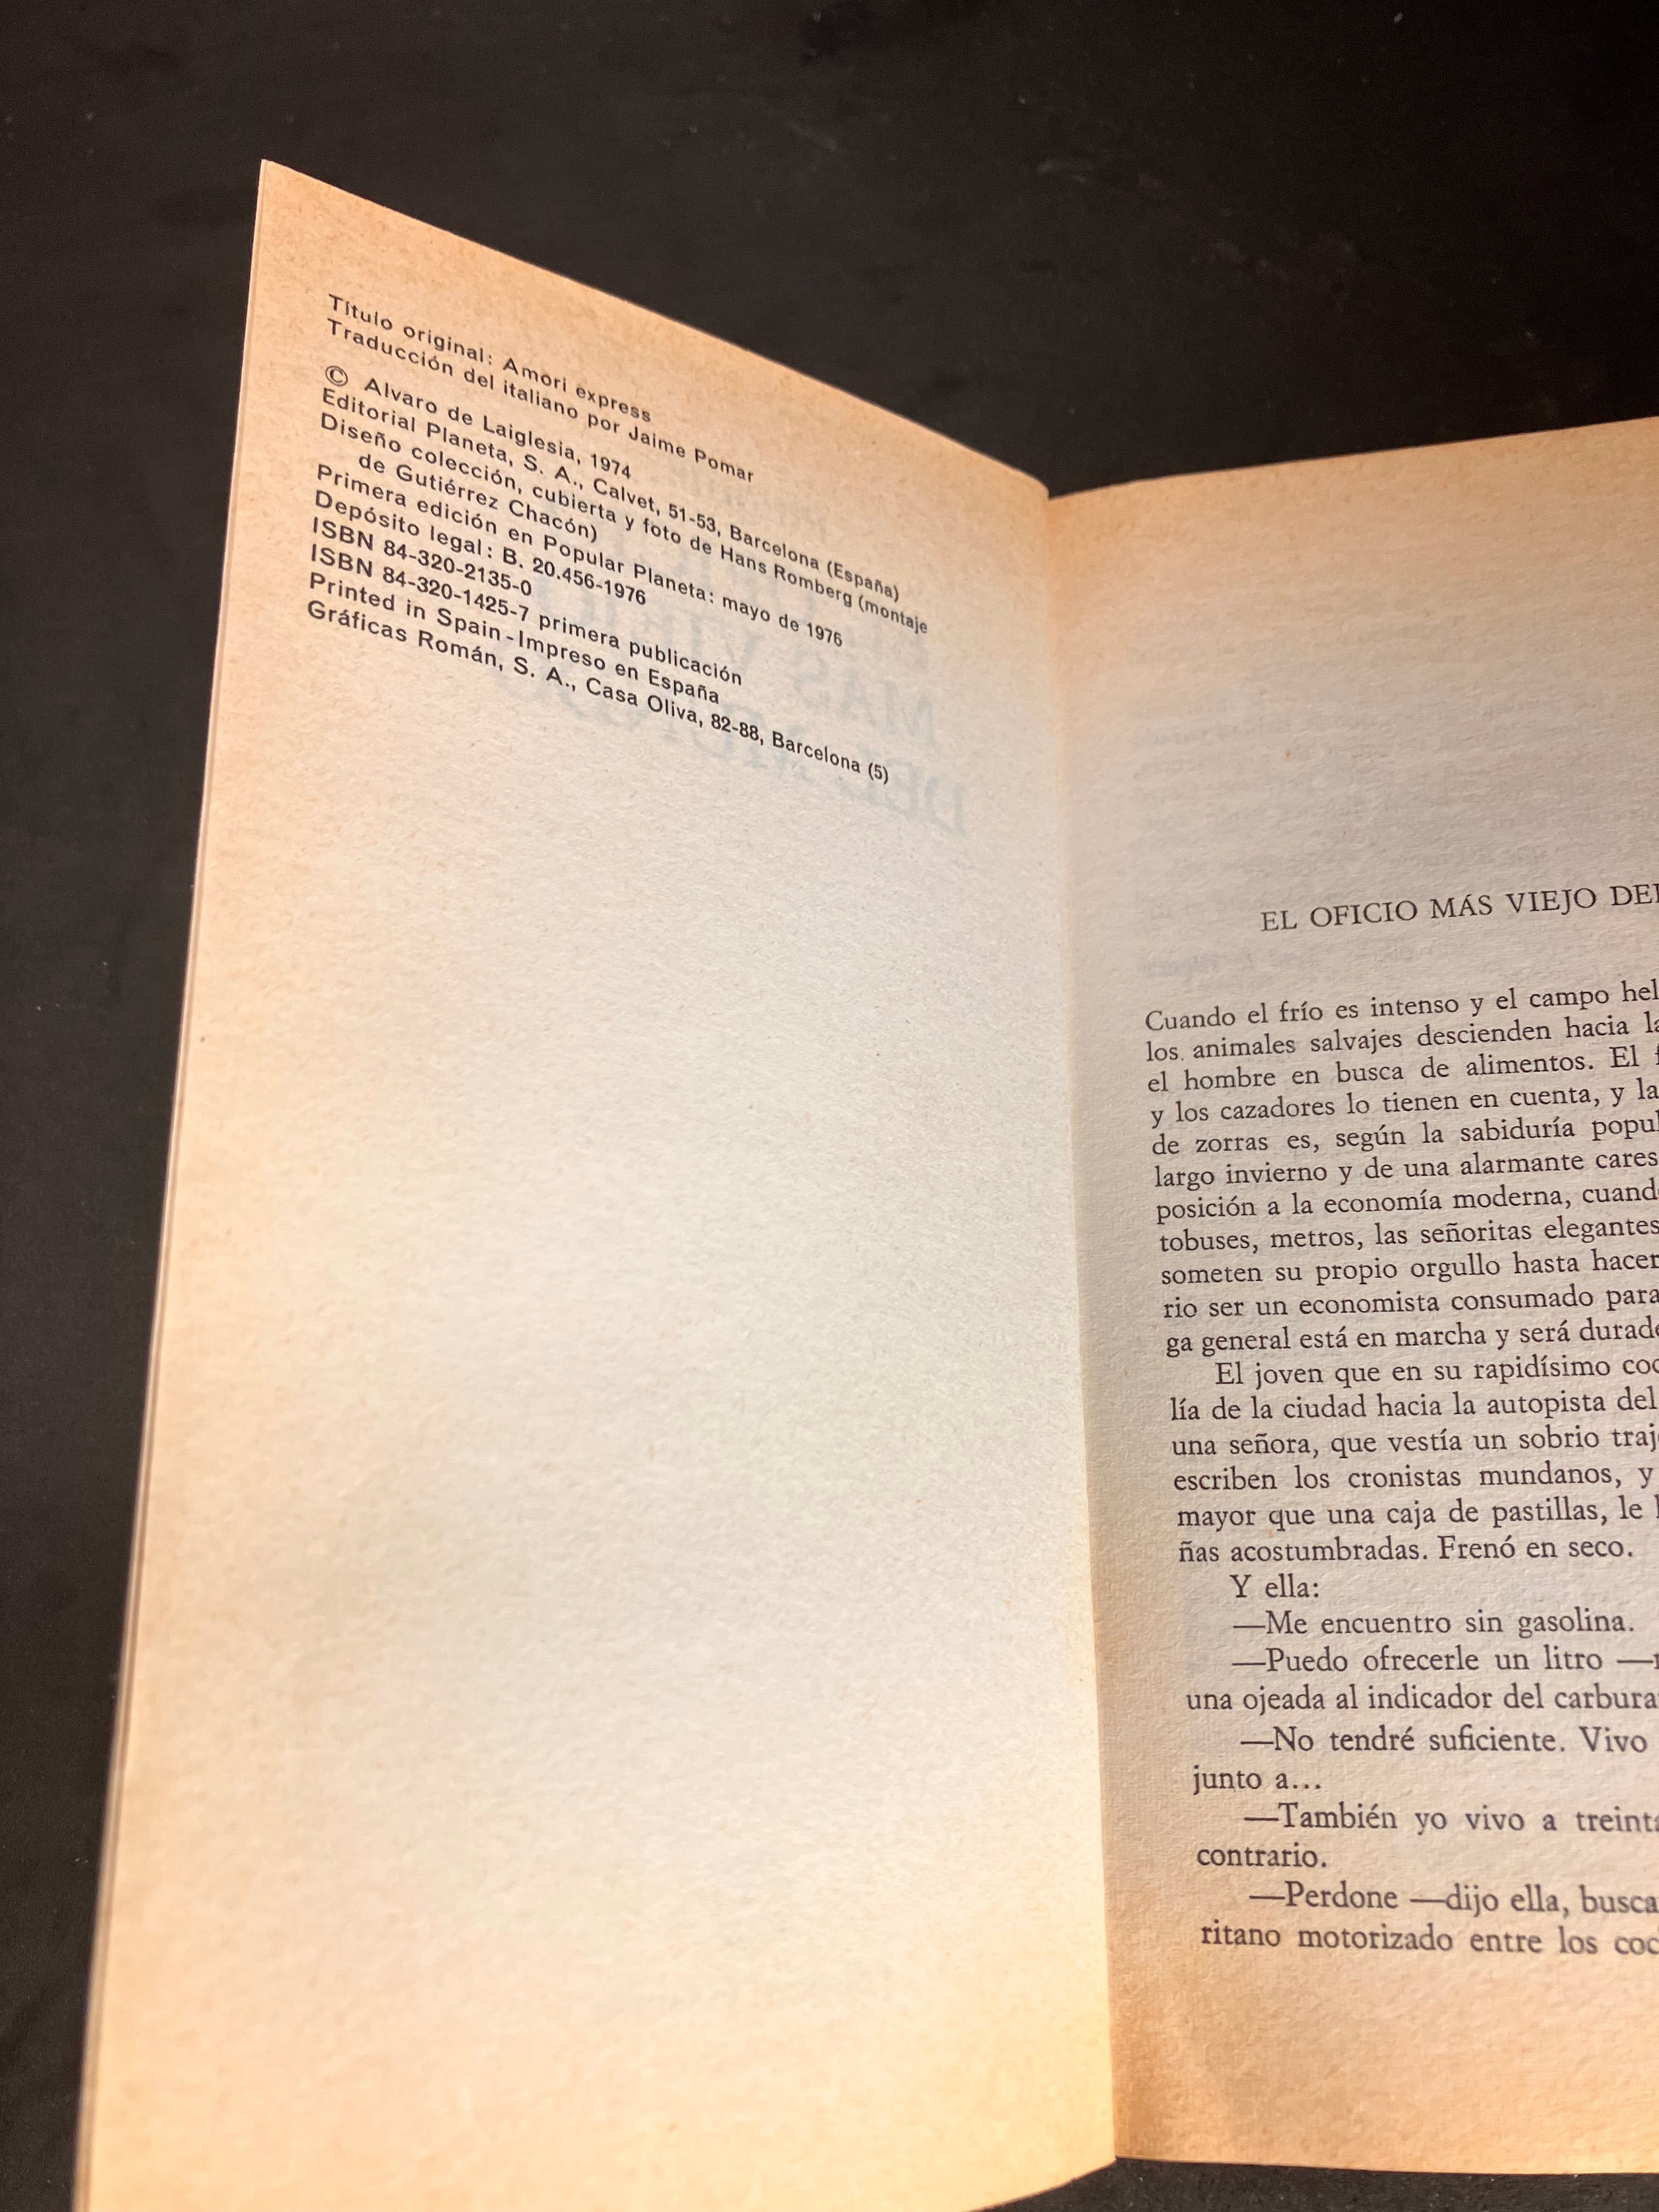 Título original: Amori express
Traducción del italiano por Jaime Pomar
© Alvaro de Laiglesia, 1974
Editorial Planeta, S. A., Calvet, 51-53, Barcelona (España)
Diseño colección, cubierta y foto de Hans Romberg (montaje
de Gutiérrez Chacón)
Primera edición en Popular Planeta: mayo de 1976
Depósito legal: B. 20.456-1976
ISBN 84-320-2135-0
ISBN 84-320-1425-7 primera publicación
Printed in Spain - Impreso en España
Gráficas Román, S. A., Casa Oliva, 82-88, Barcelona (5)
EL OFICIO MÁS VIEJO DEL
Cuando el frío es intenso y el campo hel
los animales salvajes descienden hacia la
el hombre en busca de alimentos. El f
y los cazadores lo tienen en cuenta, y la
de zorras es, según la sabiduría popul
largo invierno y de una alarmante cares
posición a la economía moderna, cuand
tobuses, metros, las señoritas elegantes
someten su propio orgullo hasta hacer
rio ser un economista consumado para
ga general está en marcha y será durade
El joven que en su rapidísimo coc
lía de la ciudad hacia la autopista del
una señora, que vestía un sobrio traj
escriben los cronistas mundanos, y
mayor que una caja de pastillas, le
ñas acostumbradas. Frenó en seco.
Y ella:
—Me encuentro sin gasolina.
—Puedo ofrecerle un litro —
una ojeada al indicador del carbura
—No tendré suficiente. Vivo
junto a...
—También yo vivo a treinta
contrario.
—Perdone —dijo ella, busca
ritano motorizado entre los coc